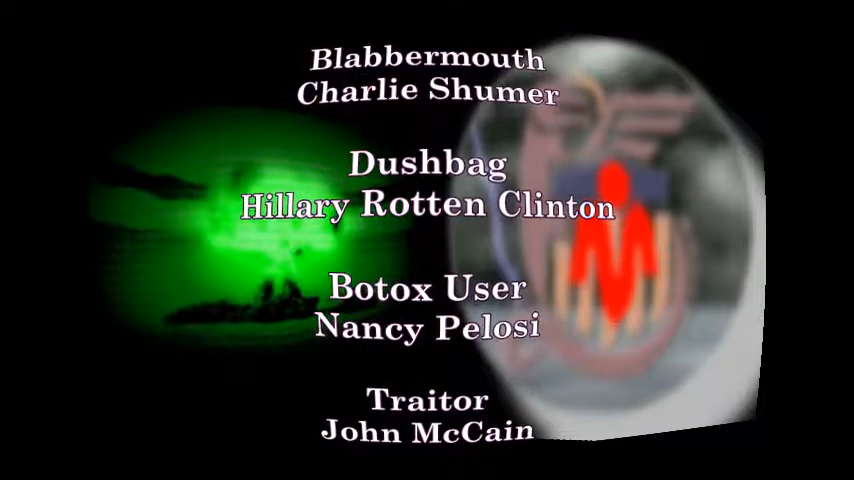 Blabbermouth
Charlie Shumer
Dushbag
Hillary Rotten Clinton
Botox User
Nancy Pelosi
Traitor
John McCain